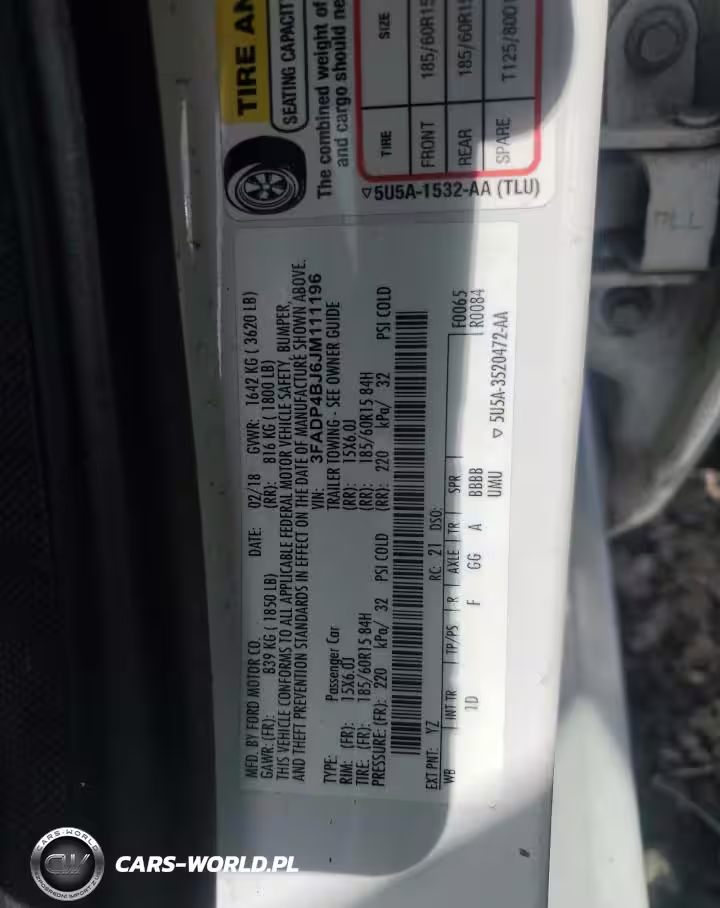 TIRE AN
SEATING CAPACITY
The combined weight of
and cargo should ne
TIRE SIZE
FRONT 185/60R15
REAR 185/60R15
SPARE T125/80D1
5U5A-1532-AA (TLU)
MFD. BY FORD MOTOR CO. DATE: 02/18 GVWR: 1642 KG ( 3620 LB)
GAWR:(FR): 839 KG ( 1850 LB) (RR): 816 KG ( 1800 LB)
THIS VEHICLE CONFORMS TO ALL APPLICABLE FEDERAL MOTOR VEHICLE SAFETY, BUMPER,
AND THEFT PREVENTION STANDARDS IN EFFECT ON THE DATE OF MANUFACTURE SHOWN ABOVE.
VIN: 3FADP4BJ6JM111196
TYPE: Passenger Car TRAILER TOWING - SEE OWNER GUIDE
RIM: (FR): 15X6.0J (RR): 15X6.0J
TIRE: (FR): 185/60R15 84H (RR): 185/60R15 84H
PRESSURE:(FR): 220 kPa/ 32 PSI COLD (RR): 220 kPa/ 32 PSI COLD
EXT PNT: YZ RC: 21 DSO: F0065
WB INT TR TP/PS R AXLE TR SPR R0084
1D F GG A BBBB
UMU
5U5A-3520472-AA
CARS-WORLD
CW
CARS-WORLD.PL